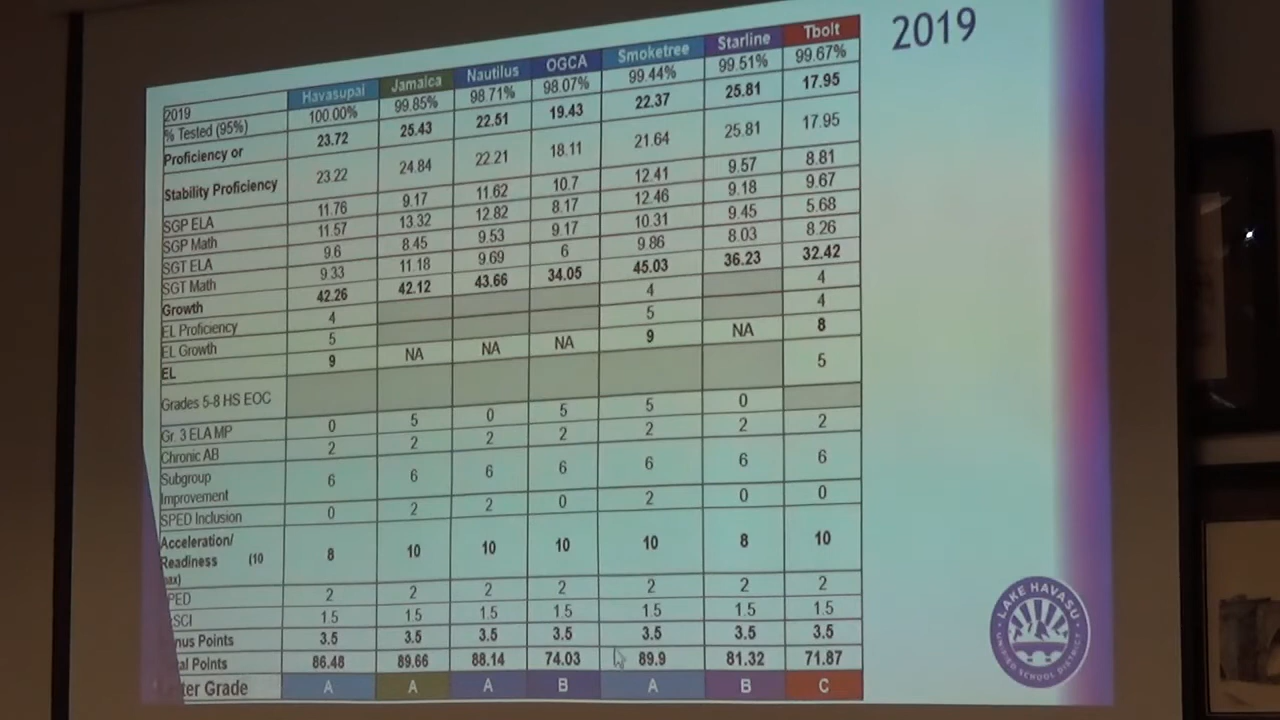 2019
2019 Havasupai Jamaica Nautilus OGCA Smoketree Starline Tbolt
% Tested (95%) 100.00% 99.85% 98.71% 98.07% 99.44% 99.51% 99.67%
Proficiency or 23.72 25.43 22.51 19.43 22.37 25.81 17.95
Stability Proficiency 23.22 24.84 22.21 18.11 21.64 25.81 17.95
SGP ELA 11.76 9.17 11.62 10.7 12.41 9.57 8.81
SGP Math 11.57 13.32 12.82 8.17 12.46 9.18 9.67
SGT ELA 9.6 8.45 9.53 9.17 10.31 9.45 5.68
SGT Math 9.33 11.18 9.69 6 9.86 8.03 8.26
Growth 42.26 42.12 43.66 34.05 45.03 36.23 32.42
EL Proficiency 4 4 4
EL Growth 5 5 4
EL 9 NA NA NA 9 NA 8
Grades 5-8 HS EOC 5
Gr. 3 ELA MP 0 5 0 5 5 0
Chronic AB 2 2 2 2 2 2 2
Subgroup
Improvement 6 6 6 6 6 6 6
SPED Inclusion 0 2 2 0 2 0 0
Acceleration/
Readiness (10 8 10 10 10 10 8 10
ax)
PED 2 2 2 2 2 2 2
SCI 1.5 1.5 1.5 1.5 1.5 1.5 1.5
nus Points 3.5 3.5 3.5 3.5 3.5 3.5 3.5
al Points 86.48 89.66 88.14 74.03 89.9 81.32 71.87
ter Grade A A A B A B C
LAKE HAVASU
UNIFIED SCHOOL DISTRICT